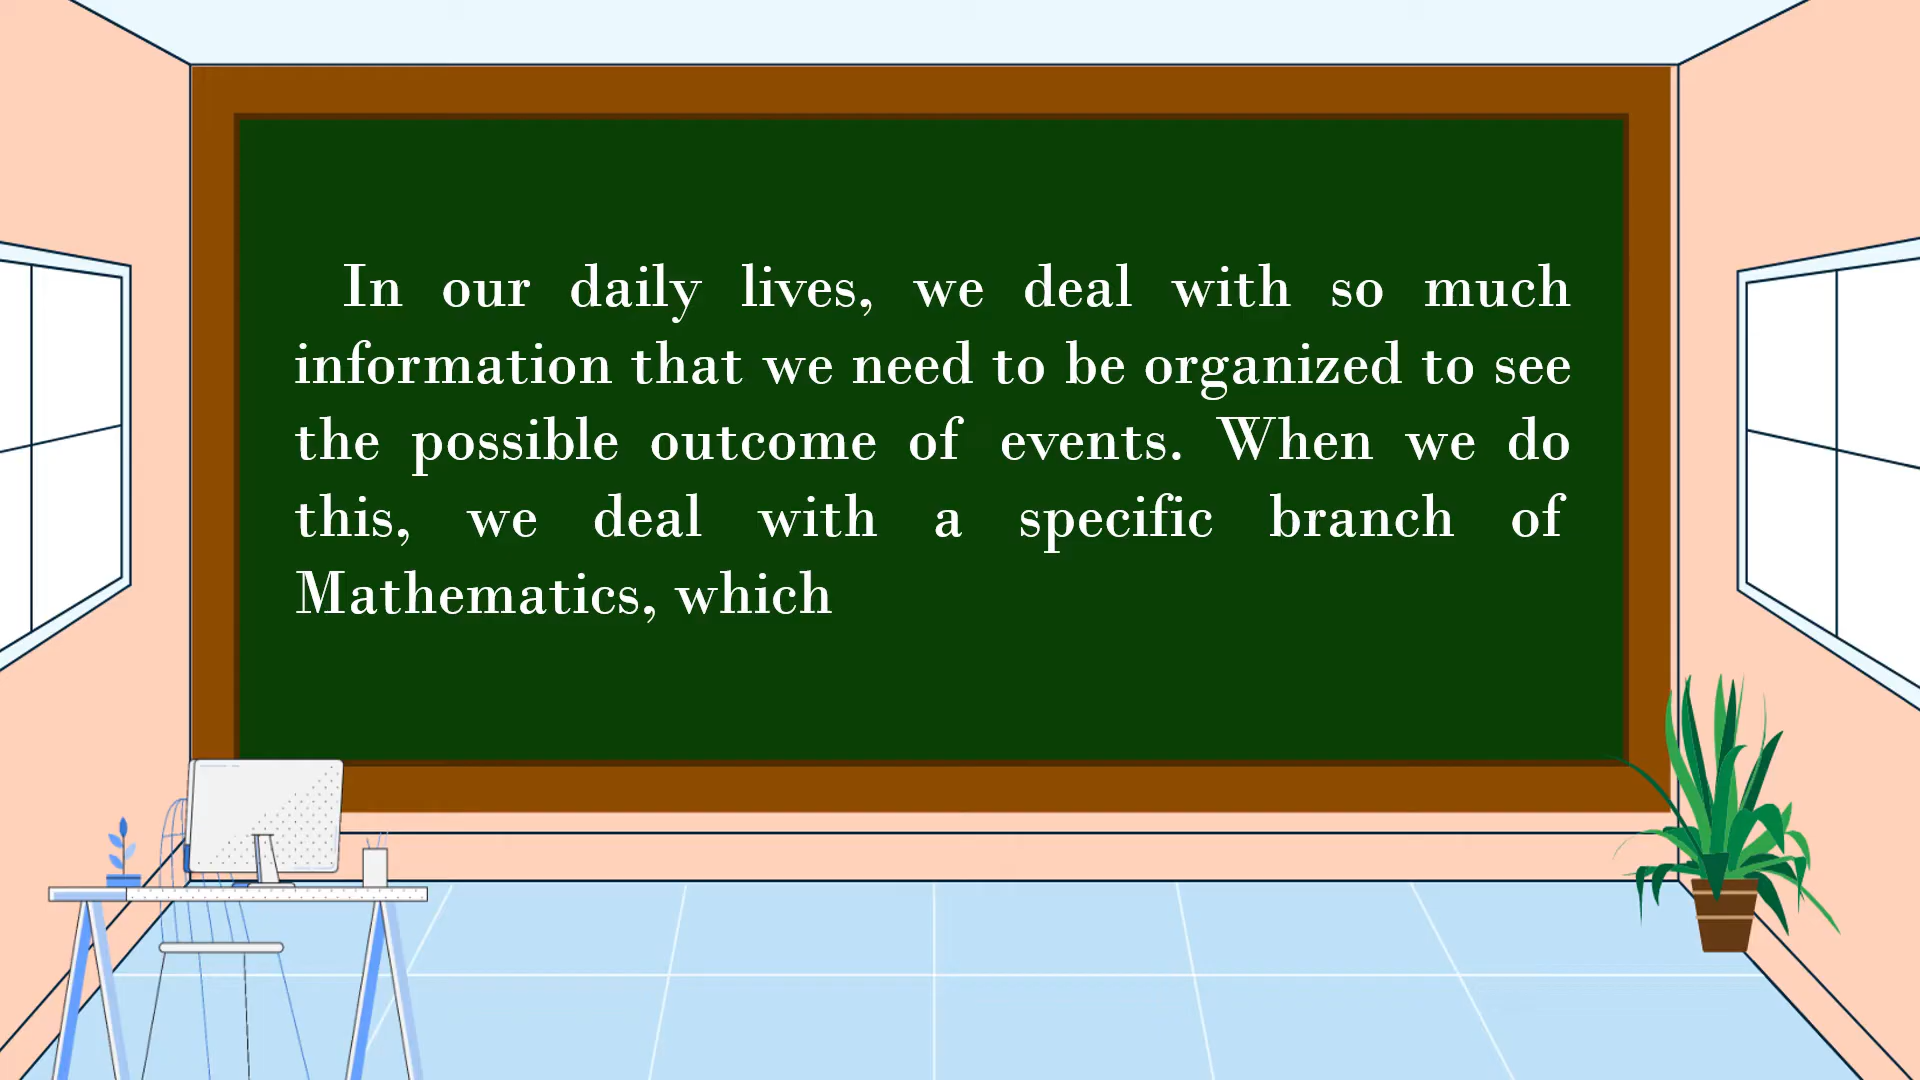 In our daily lives, we deal with so much
information that we need to be organized to see
the possible outcome of events. When we do
this, we deal with a specific branch of
Mathematics, which